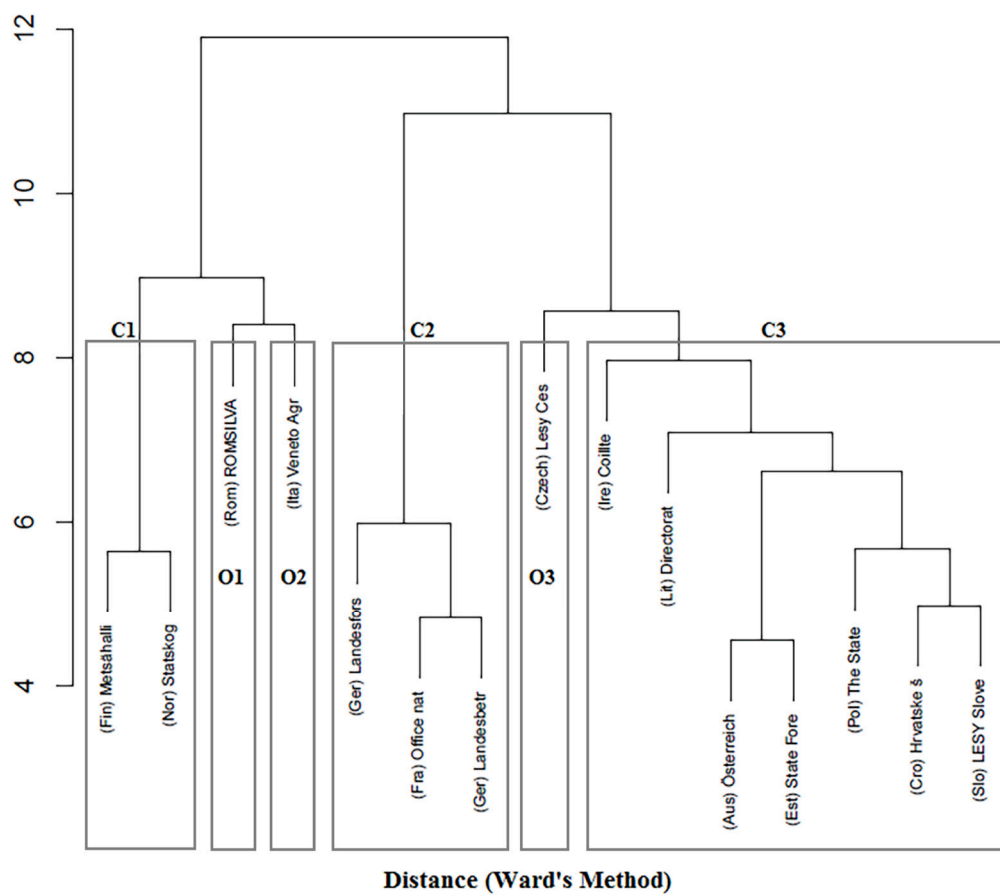 12
10
8
6
4
C1
C2
C3
(Fin) Metsähalli
(Nor) Statskog
(Rom) ROMSILVA
(Ita) Veneto Agr
O1
O2
(Ger) Landesfors
(Fra) Office nat
(Ger) Landesbetr
(Czech) Lesy Ces
O3
(Ire) Coillte
(Lit) Directorat
(Aus) Österreich
(Est) State Fore
(Pol) The State
(Cro) Hrvatske š
(Slo) LESY Slove
Distance (Ward's Method)